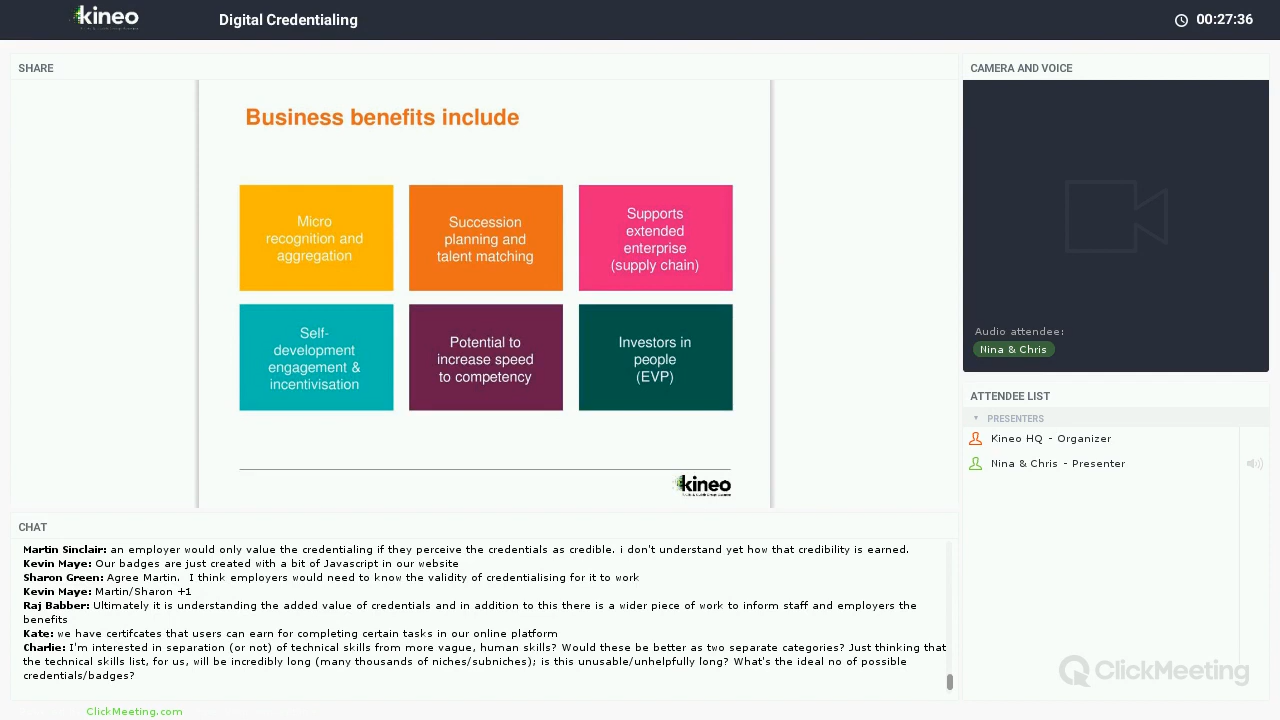 kineo
Digital Credentialing
00:27:36
SHARE
CAMERA AND VOICE
Business benefits include
Micro
recognition and
aggregation
Succession
planning and
talent matching
Supports
extended
enterprise
(supply chain)
Self-
development
engagement &
incentivisation
Potential to
increase speed
to competency
Investors in
people
(EVP)
kineo
Audio attendee:
Nina & Chris
ATTENDEE LIST
PRESENTERS
Kineo HQ - Organizer
Nina & Chris - Presenter
CHAT
Martin Sinclair: an employer would only value the credentialing if they perceive the credentials as credible. i don't understand yet how that credibility is earned.
Kevin Maye: Our badges are just created with a bit of Javascript in our website
Sharon Green: Agree Martin. I think employers would need to know the validity of credentialising for it to work
Kevin Maye: Martin/Sharon +1
Raj Babber: Ultimately it is understanding the added value of credentials and in addition to this there is a wider piece of work to inform staff and employers the
benefits
Kate: we have certifcates that users can earn for completing certain tasks in our online platform
Charlie: I'm interested in separation (or not) of technical skills from more vague, human skills? Would these be better as two separate categories? Just thinking that
the technical skills list, for us, will be incredibly long (many thousands of niches/subniches); is this unusable/unhelpfully long? What's the ideal no of possible
credentials/badges?
ClickMeeting
ClickMeeting.com